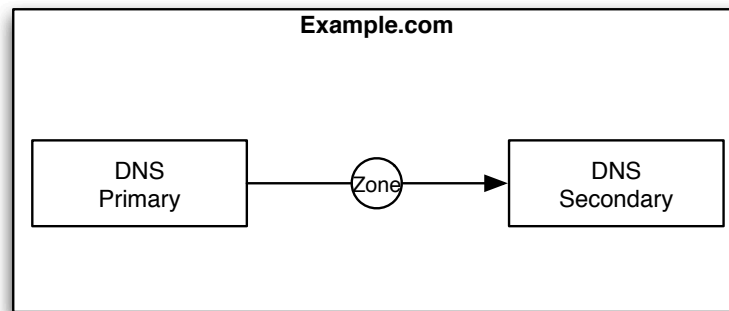 Example.com
DNS
Primary
Zone
DNS
Secondary